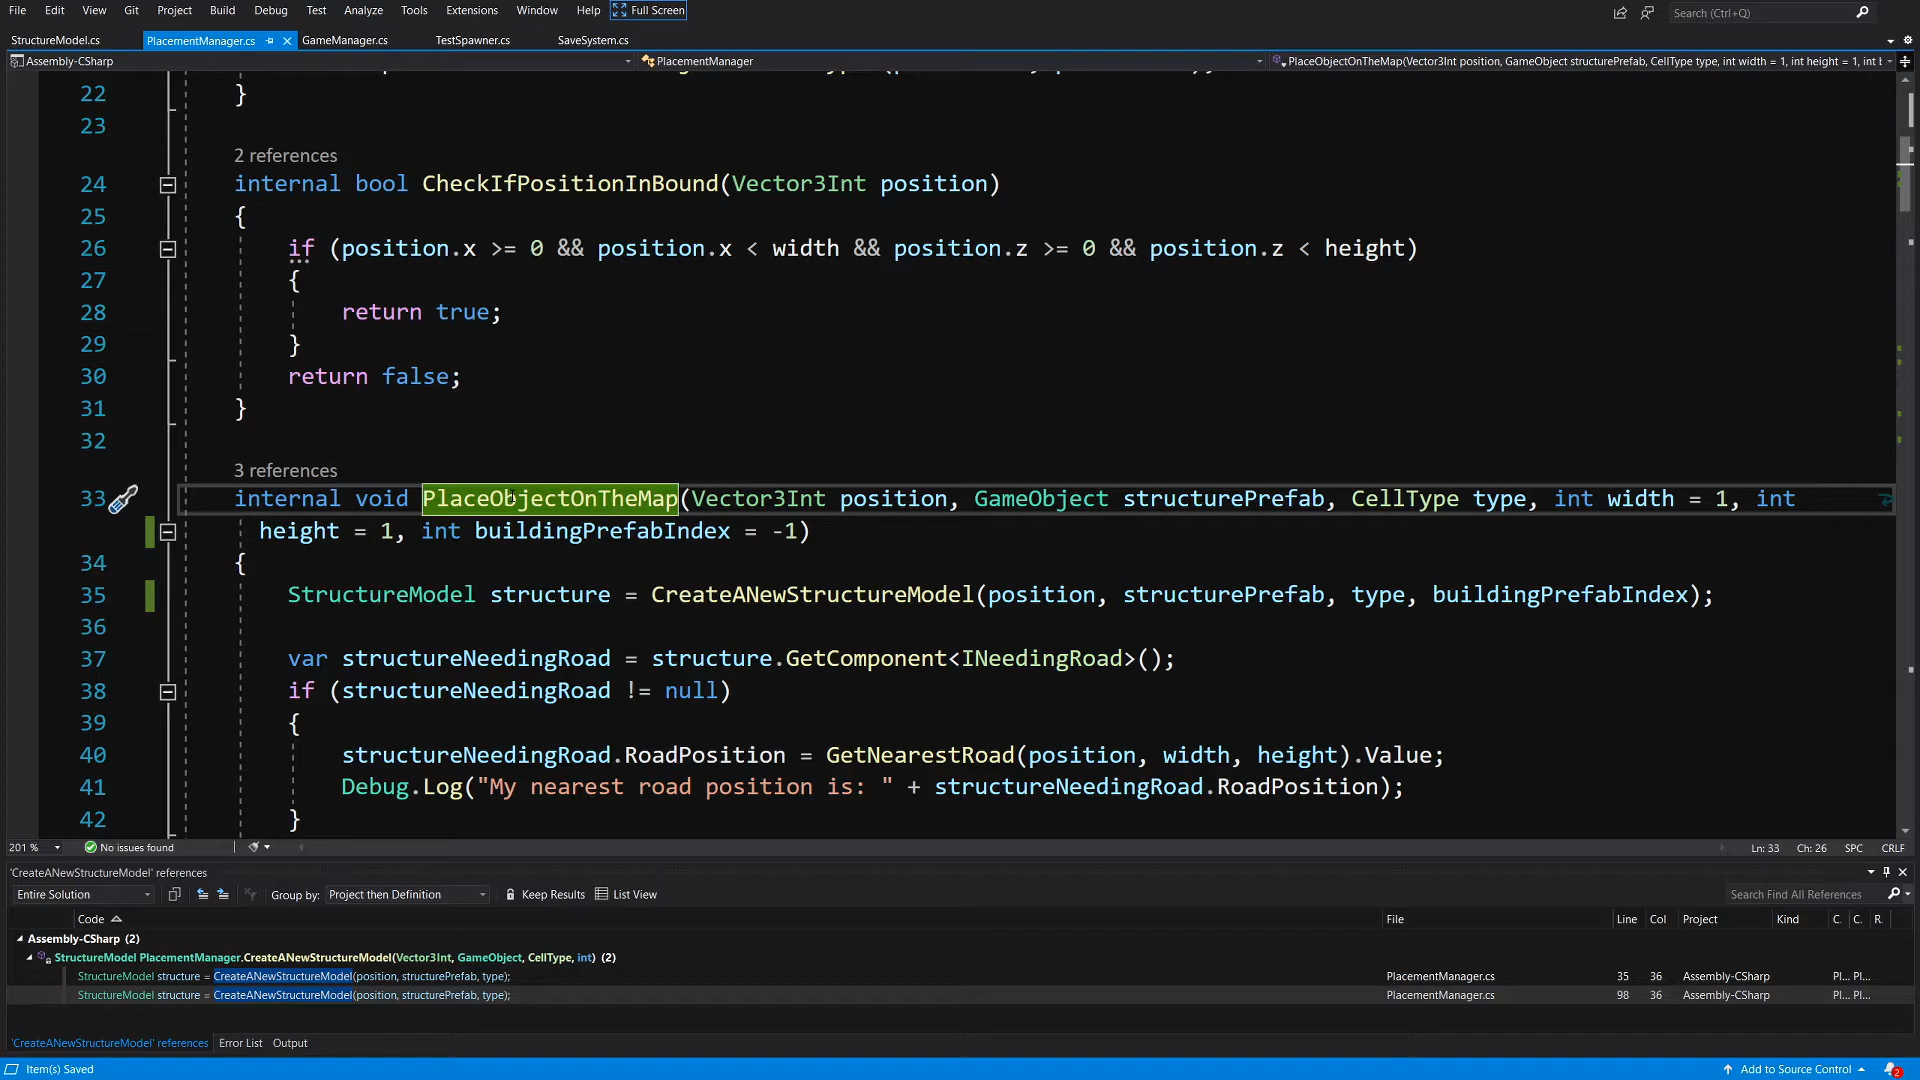 File Edit View Git Project Build Debug Test Analyze Tools Extensions Window Help Full Screen Search (Ctrl+Q)
StructureModel.cs PlacementManager.cs GameManager.cs TestSpawner.cs SaveSystem.cs
Assembly-CSharp PlacementManager PlaceObjectOnTheMap(Vector3Int position, GameObject structurePrefab, CellType type, int width = 1, int height = 1, int b
22 }
23
2 references
24 internal bool CheckIfPositionInBound(Vector3Int position)
25 {
26 if (position.x >= 0 && position.x < width && position.z >= 0 && position.z < height)
27 {
28 return true;
29 }
30 return false;
31 }
32
3 references
33 internal void PlaceObjectOnTheMap(Vector3Int position, GameObject structurePrefab, CellType type, int width = 1, int
height = 1, int buildingPrefabIndex = -1)
34 {
35 StructureModel structure = CreateANewStructureModel(position, structurePrefab, type, buildingPrefabIndex);
36
37 var structureNeedingRoad = structure.GetComponent<INeedingRoad>();
38 if (structureNeedingRoad != null)
39 {
40 structureNeedingRoad.RoadPosition = GetNearestRoad(position, width, height).Value;
41 Debug.Log("My nearest road position is: " + structureNeedingRoad.RoadPosition);
42 }
201 % No issues found Ln: 33 Ch: 26 SPC CRLF
'CreateANewStructureModel' references
Entire Solution Group by: Project then Definition Keep Results List View Search Find All References
Code File Line Col Project Kind C. C. R.
Assembly-CSharp (2)
StructureModel PlacementManager.CreateANewStructureModel(Vector3Int, GameObject, CellType, int) (2)
StructureModel structure = CreateANewStructureModel(position, structurePrefab, type); PlacementManager.cs 35 36 Assembly-CSharp Pl... Pl...
StructureModel structure = CreateANewStructureModel(position, structurePrefab, type); PlacementManager.cs 98 36 Assembly-CSharp Pl... Pl...
'CreateANewStructureModel' references Error List Output
Item(s) Saved Add to Source Control 2